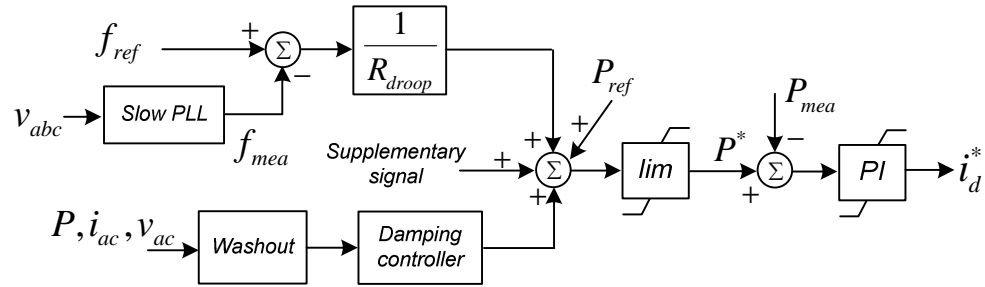 f_ref
+
Σ
−
1
R_droop
v_abc
Slow PLL
f_mea
P_ref
+
+
Supplementary
signal
+
Σ
+
lim
P*
P_mea
−
Σ
+
PI
i_d^*
P, i_ac, v_ac
Washout
Damping
controller